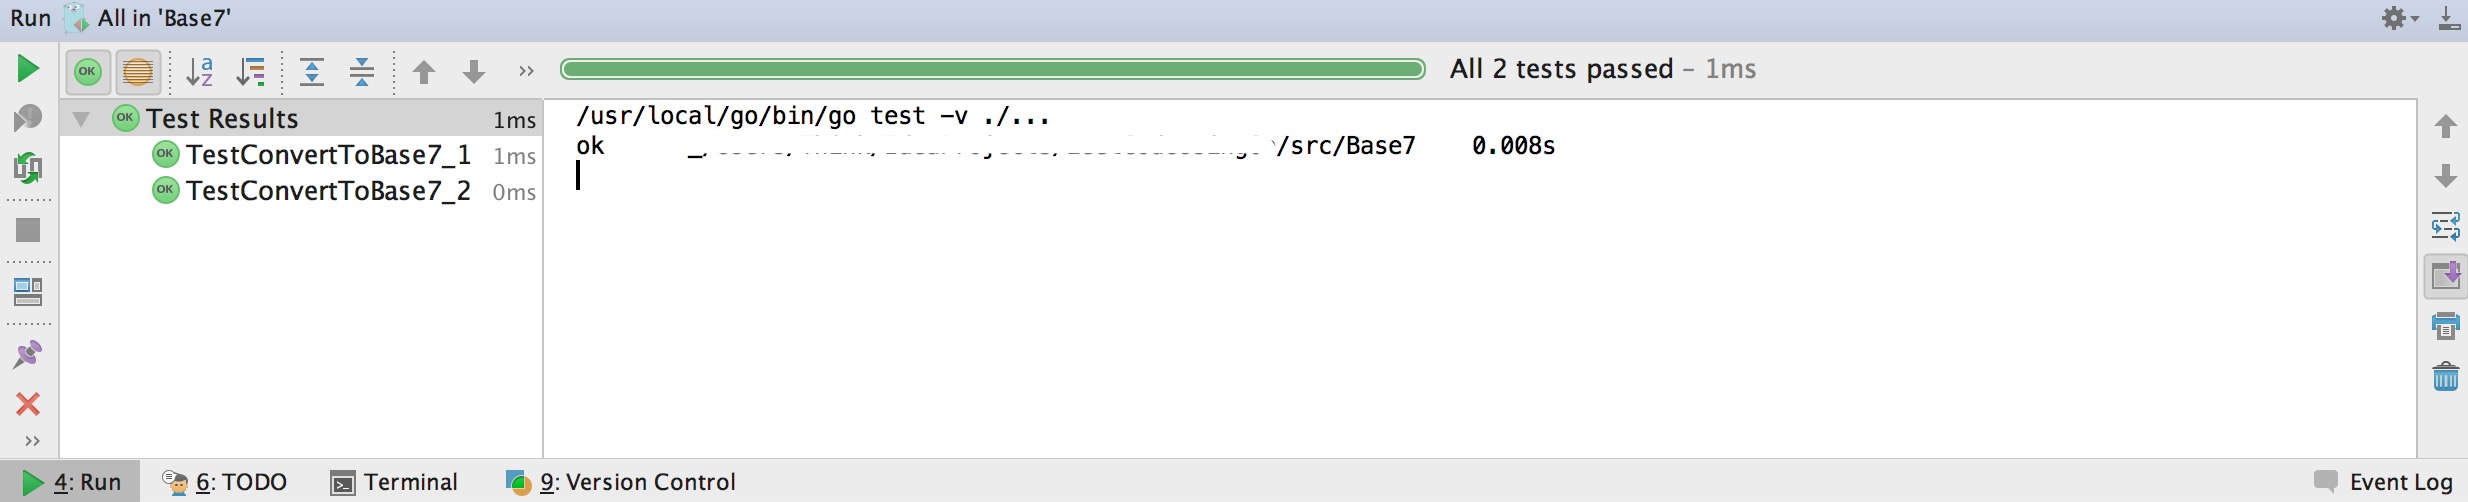 Run All in 'Base7'
OK
a
z
>> All 2 tests passed – 1ms
OK Test Results 1ms
OK TestConvertToBase7_1 1ms
OK TestConvertToBase7_2 0ms
/usr/local/go/bin/go test -v ./...
ok /src/Base7 0.008s
>>
4: Run 6: TODO Terminal 9: Version Control Event Log